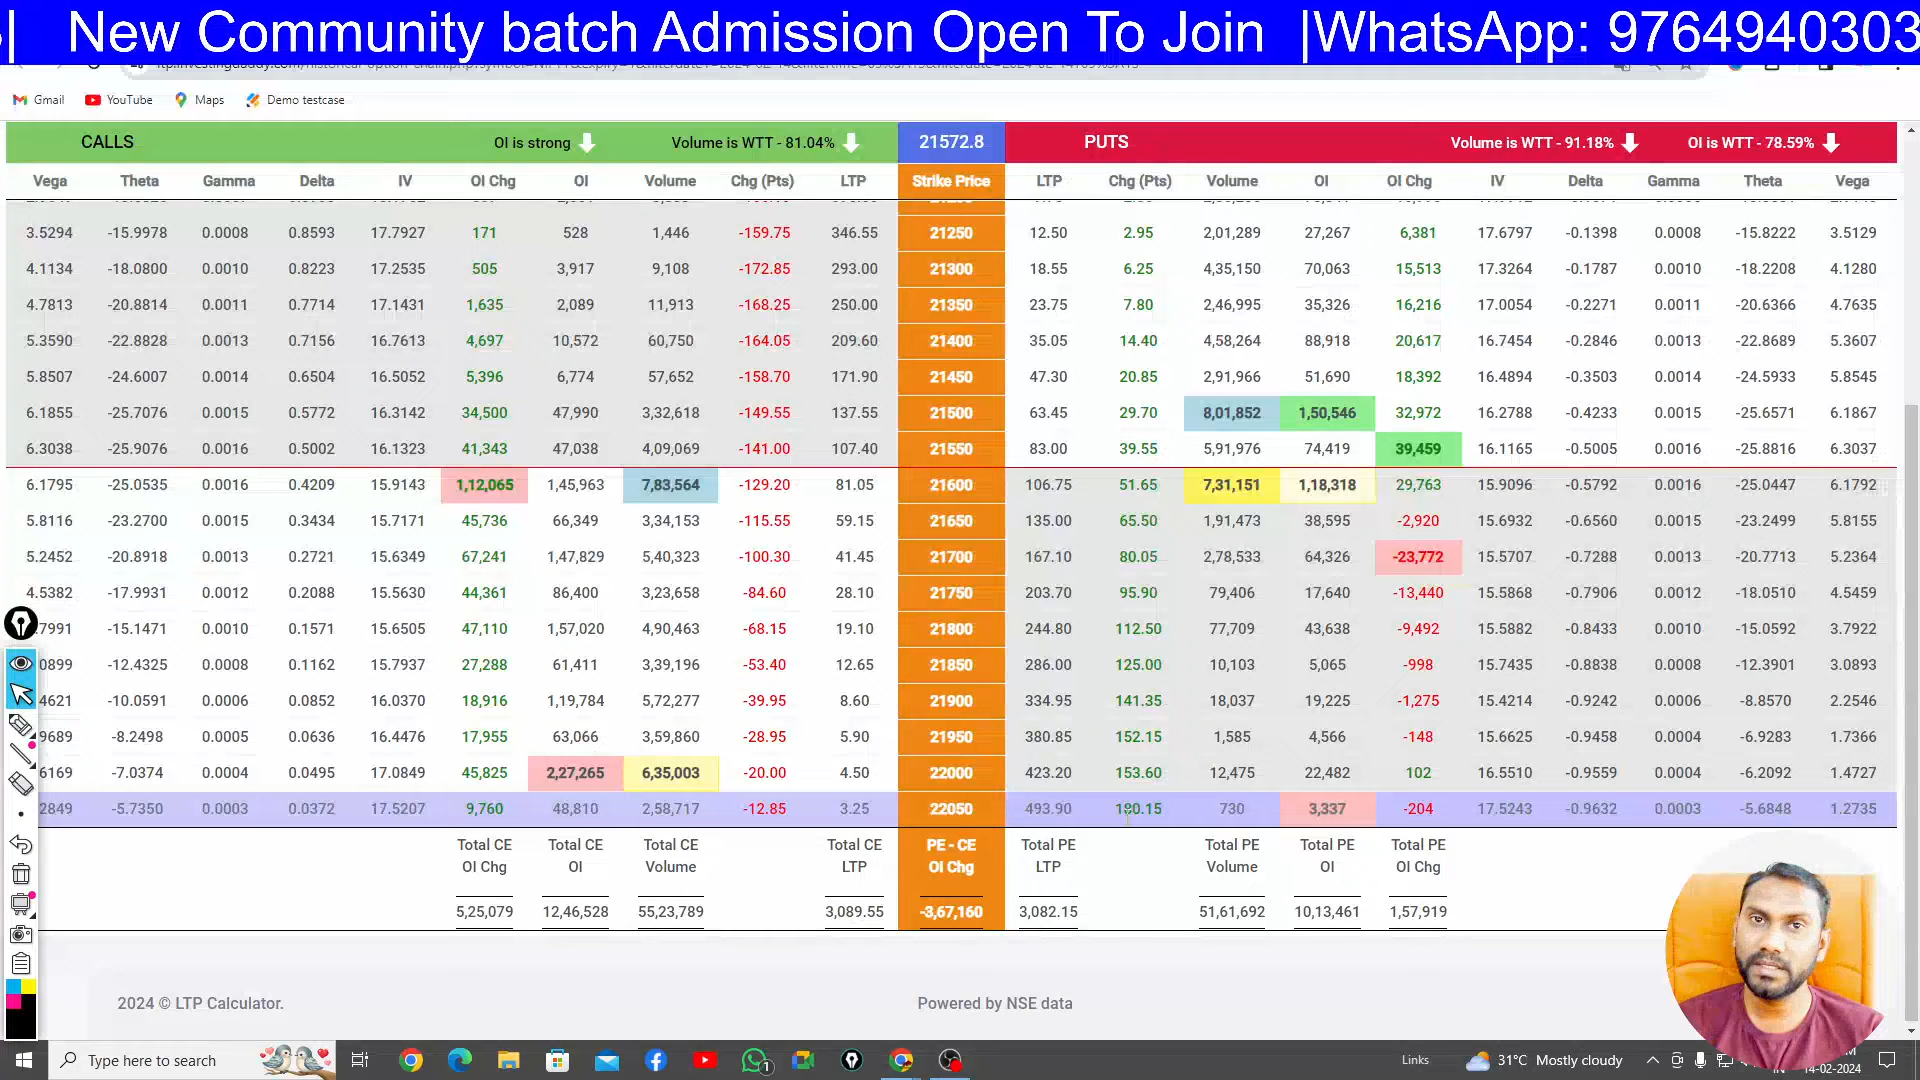 New Community batch Admission Open To Join |WhatsApp: 9764940303
Gmail YouTube Maps Demo testcase
CALLS OI is strong Volume is WTT - 81.04% 21572.8 PUTS Volume is WTT - 91.18% OI is WTT - 78.59%
Vega Theta Gamma Delta IV OI Chg OI Volume Chg (Pts) LTP Strike Price LTP Chg (Pts) Volume OI OI Chg IV Delta Gamma Theta Vega
3.5294 -15.9978 0.0008 0.8593 17.7927 171 528 1,446 -159.75 346.55 21250 12.50 2.95 2,01,289 27,267 6,381 17.6797 -0.1398 0.0008 -15.8222 3.5129
4.1134 -18.0800 0.0010 0.8223 17.2535 505 3,917 9,108 -172.85 293.00 21300 18.55 6.25 4,35,150 70,063 15,513 17.3264 -0.1787 0.0010 -18.2208 4.1280
4.7813 -20.8814 0.0011 0.7714 17.1431 1,635 2,089 11,913 -168.25 250.00 21350 23.75 7.80 2,46,995 35,326 16,216 17.0054 -0.2271 0.0011 -20.6366 4.7635
5.3590 -22.8828 0.0013 0.7156 16.7613 4,697 10,572 60,750 -164.05 209.60 21400 35.05 14.40 4,58,264 88,918 20,617 16.7454 -0.2846 0.0013 -22.8689 5.3607
5.8507 -24.6007 0.0014 0.6504 16.5052 5,396 6,774 57,652 -158.70 171.90 21450 47.30 20.85 2,91,966 51,690 18,392 16.4894 -0.3503 0.0014 -24.5933 5.8545
6.1855 -25.7076 0.0015 0.5772 16.3142 34,500 47,990 3,32,618 -149.55 137.55 21500 63.45 29.70 8,01,852 1,50,546 32,972 16.2788 -0.4233 0.0015 -25.6571 6.1867
6.3038 -25.9076 0.0016 0.5002 16.1323 41,343 47,038 4,09,069 -141.00 107.40 21550 83.00 39.55 5,91,976 74,419 39,459 16.1165 -0.5005 0.0016 -25.8816 6.3037
6.1795 -25.0535 0.0016 0.4209 15.9143 1,12,065 1,45,963 7,83,564 -129.20 81.05 21600 106.75 51.65 7,31,151 1,18,318 29,763 15.9096 -0.5792 0.0016 -25.0447 6.1792
5.8116 -23.2700 0.0015 0.3434 15.7171 45,736 66,349 3,34,153 -115.55 59.15 21650 135.00 65.50 1,91,473 38,595 -2,920 15.6932 -0.6560 0.0015 -23.2499 5.8155
5.2452 -20.8918 0.0013 0.2721 15.6349 67,241 1,47,829 5,40,323 -100.30 41.45 21700 167.10 80.05 2,78,533 64,326 -23,772 15.5707 -0.7288 0.0013 -20.7713 5.2364
4.5382 -17.9931 0.0012 0.2088 15.5630 44,361 86,400 3,23,658 -84.60 28.10 21750 203.70 95.90 79,406 17,640 -13,440 15.5868 -0.7906 0.0012 -18.0510 4.5459
7991 -15.1471 0.0010 0.1571 15.6505 47,110 1,57,020 4,90,463 -68.15 19.10 21800 244.80 112.50 77,709 43,638 -9,492 15.5882 -0.8433 0.0010 -15.0592 3.7922
0899 -12.4325 0.0008 0.1162 15.7937 27,288 61,411 3,39,196 -53.40 12.65 21850 286.00 125.00 10,103 5,065 -998 15.7435 -0.8838 0.0008 -12.3901 3.0893
4621 -10.0591 0.0006 0.0852 16.0370 18,916 1,19,784 5,72,277 -39.95 8.60 21900 334.95 141.35 18,037 19,225 -1,275 15.4214 -0.9242 0.0006 -8.8570 2.2546
9689 -8.2498 0.0005 0.0636 16.4476 17,955 63,066 3,59,860 -28.95 5.90 21950 380.85 152.15 1,585 4,566 -148 15.6625 -0.9458 0.0004 -6.9283 1.7366
6169 -7.0374 0.0004 0.0495 17.0849 45,825 2,27,265 6,35,003 -20.00 4.50 22000 423.20 153.60 12,475 22,482 102 16.5510 -0.9559 0.0004 -6.2092 1.4727
2849 -5.7350 0.0003 0.0372 17.5207 9,760 48,810 2,58,717 -12.85 3.25 22050 493.90 190.15 730 3,337 -204 17.5243 -0.9632 0.0003 -5.6848 1.2735
Total CE Total CE Total CE Total CE PE - CE Total PE Total PE Total PE Total PE
OI Chg OI Volume LTP OI Chg LTP Volume OI OI Chg
5,25,079 12,46,528 55,23,789 3,089.55 -3,67,160 3,082.15 51,61,692 10,13,461 1,57,919
2024 © LTP Calculator. Powered by NSE data
Type here to search 1 Links 31°C Mostly cloudy
14-02-2024